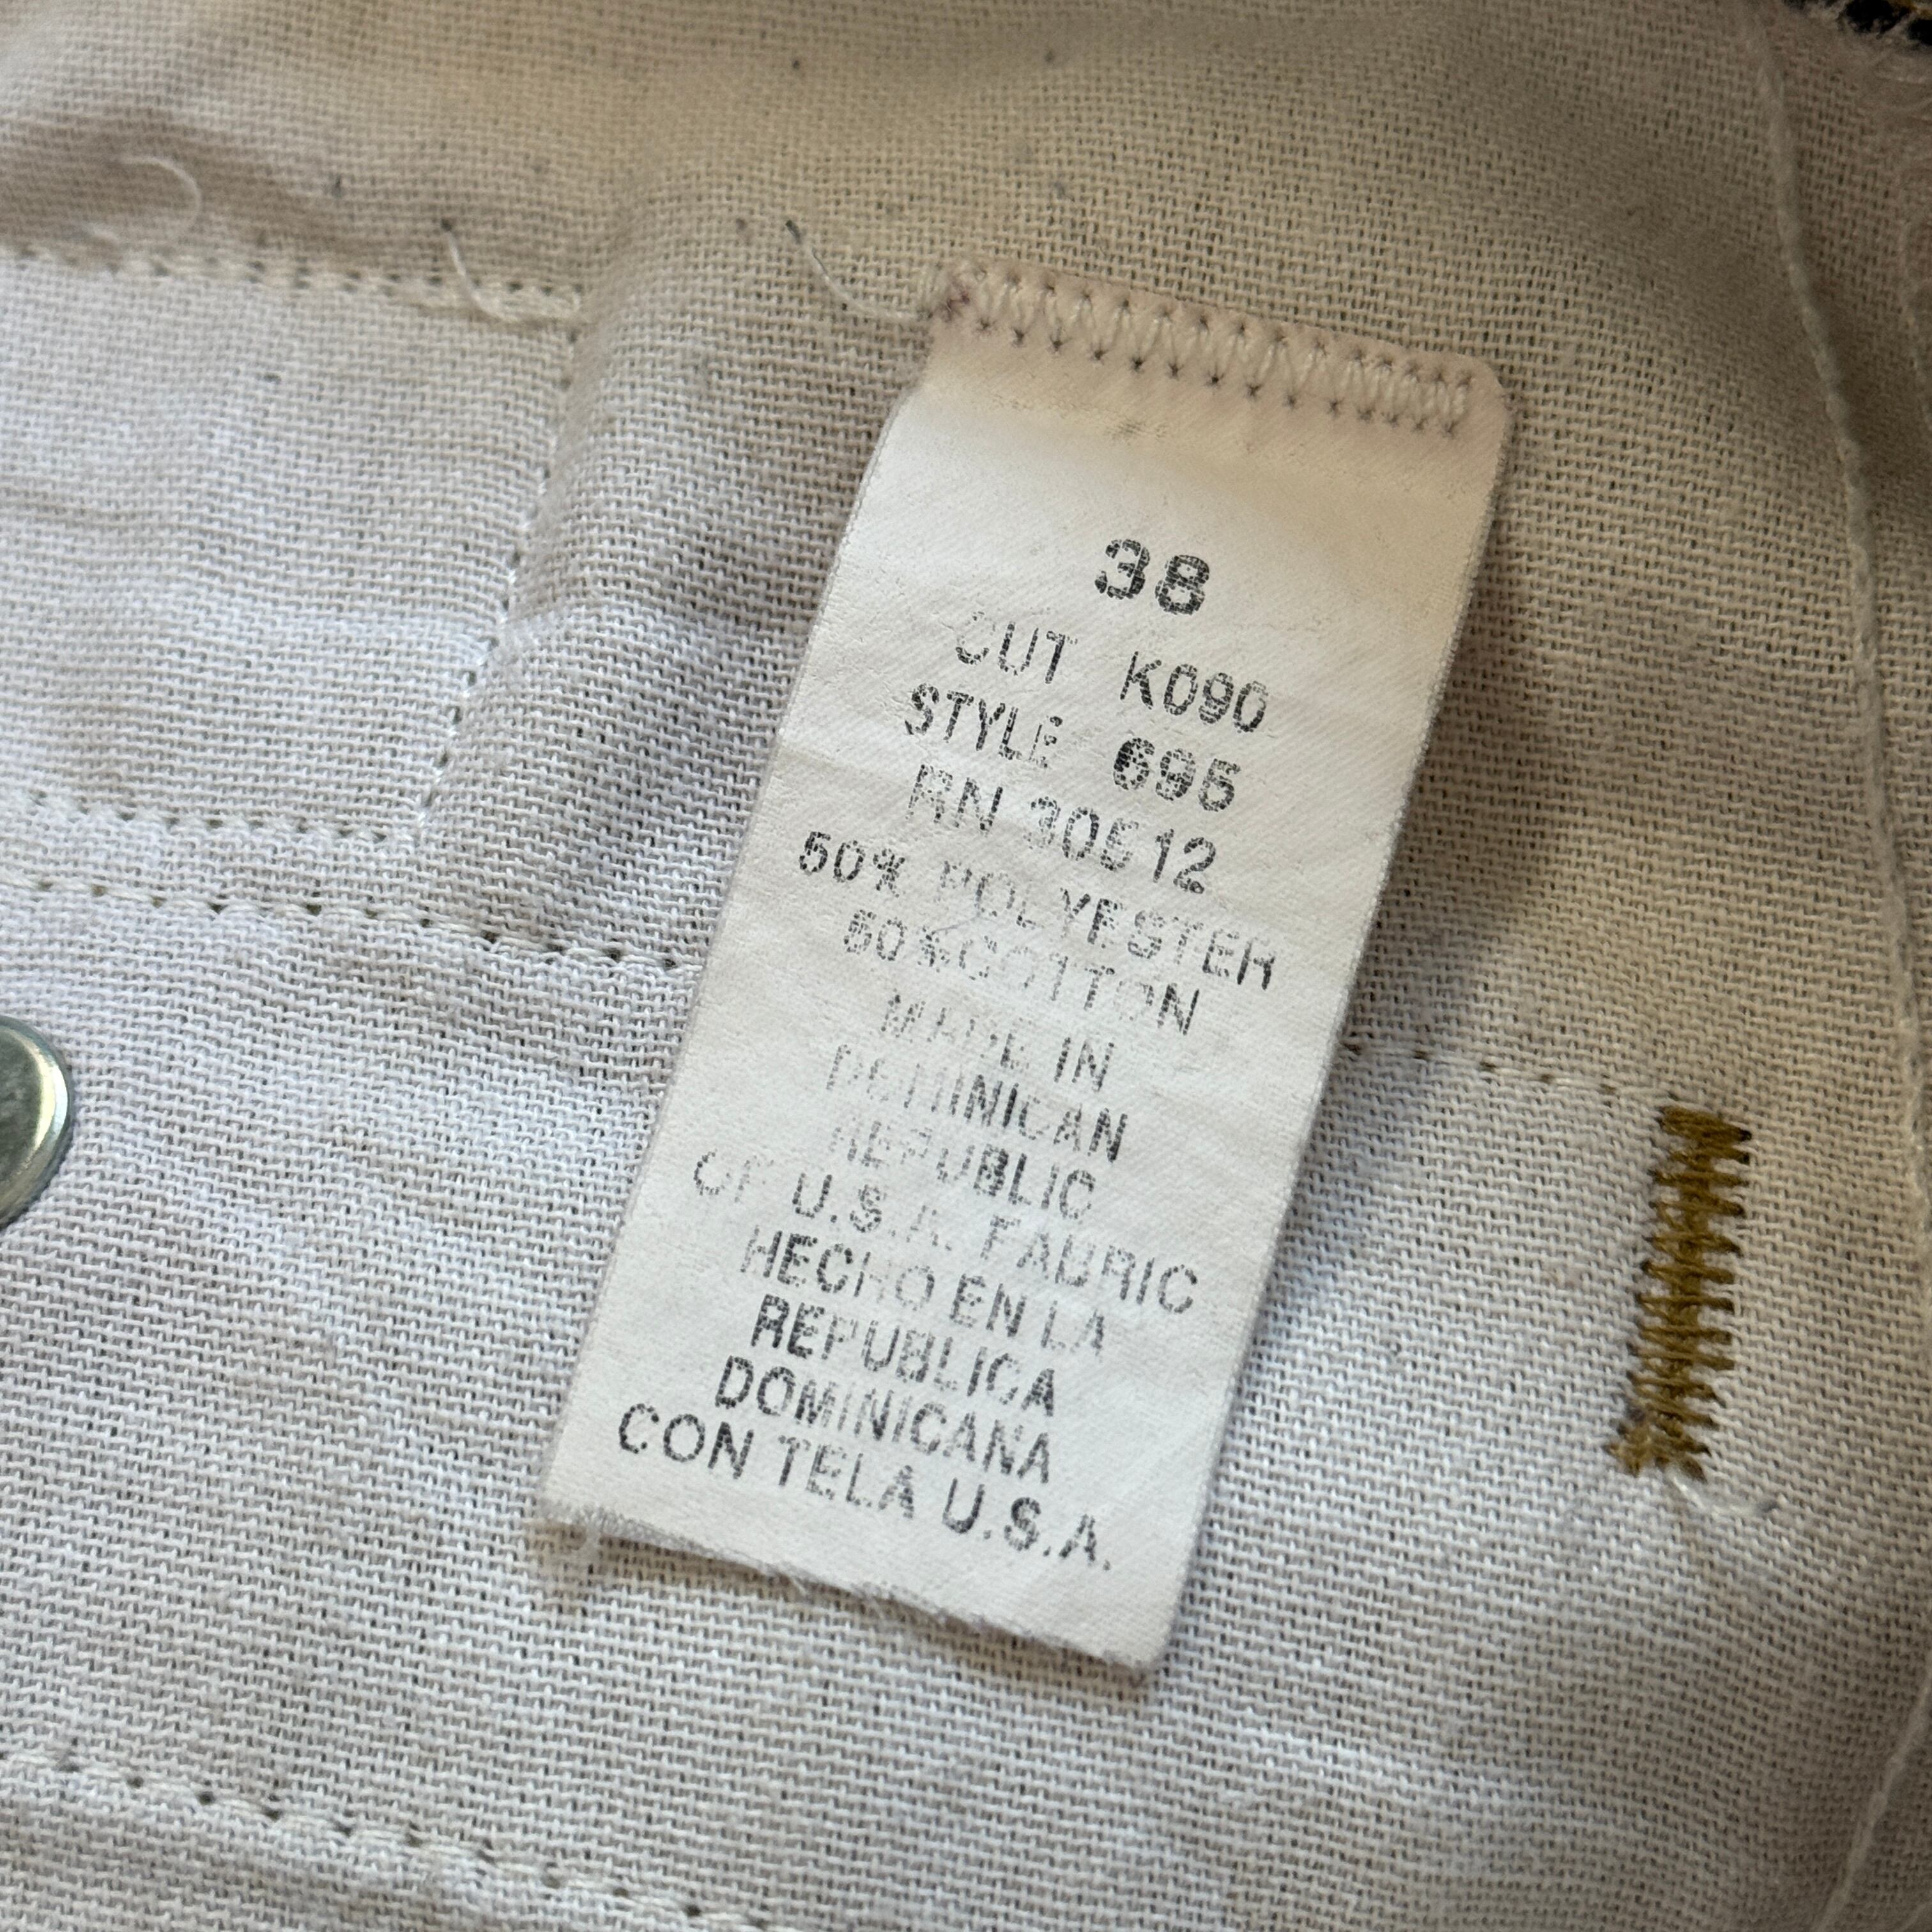 38
CUT K090
STYLE 695
RN 30512
50% POLYESTER
50%COTTON
MADE IN
DOMINICAN
REPUBLIC
OF U.S.A. FABRIC
HECHO EN LA
REPUBLICA
DOMINICANA
CON TELA U.S.A.